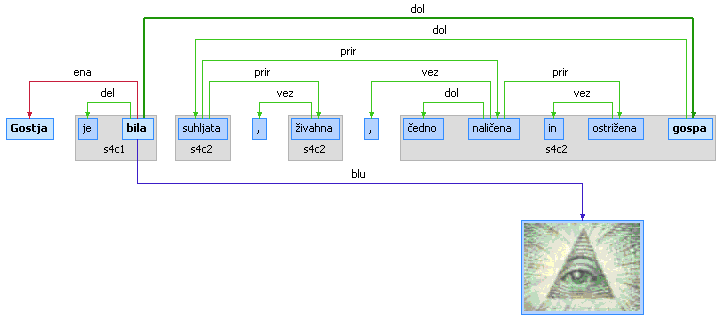 dol
dol
prir
ena prir vez prir
del vez dol vez
Gostja je bila suhljata , živahna , čedno naličena in ostrižena gospa
s4c1 s4c2 s4c2 s4c2
blu